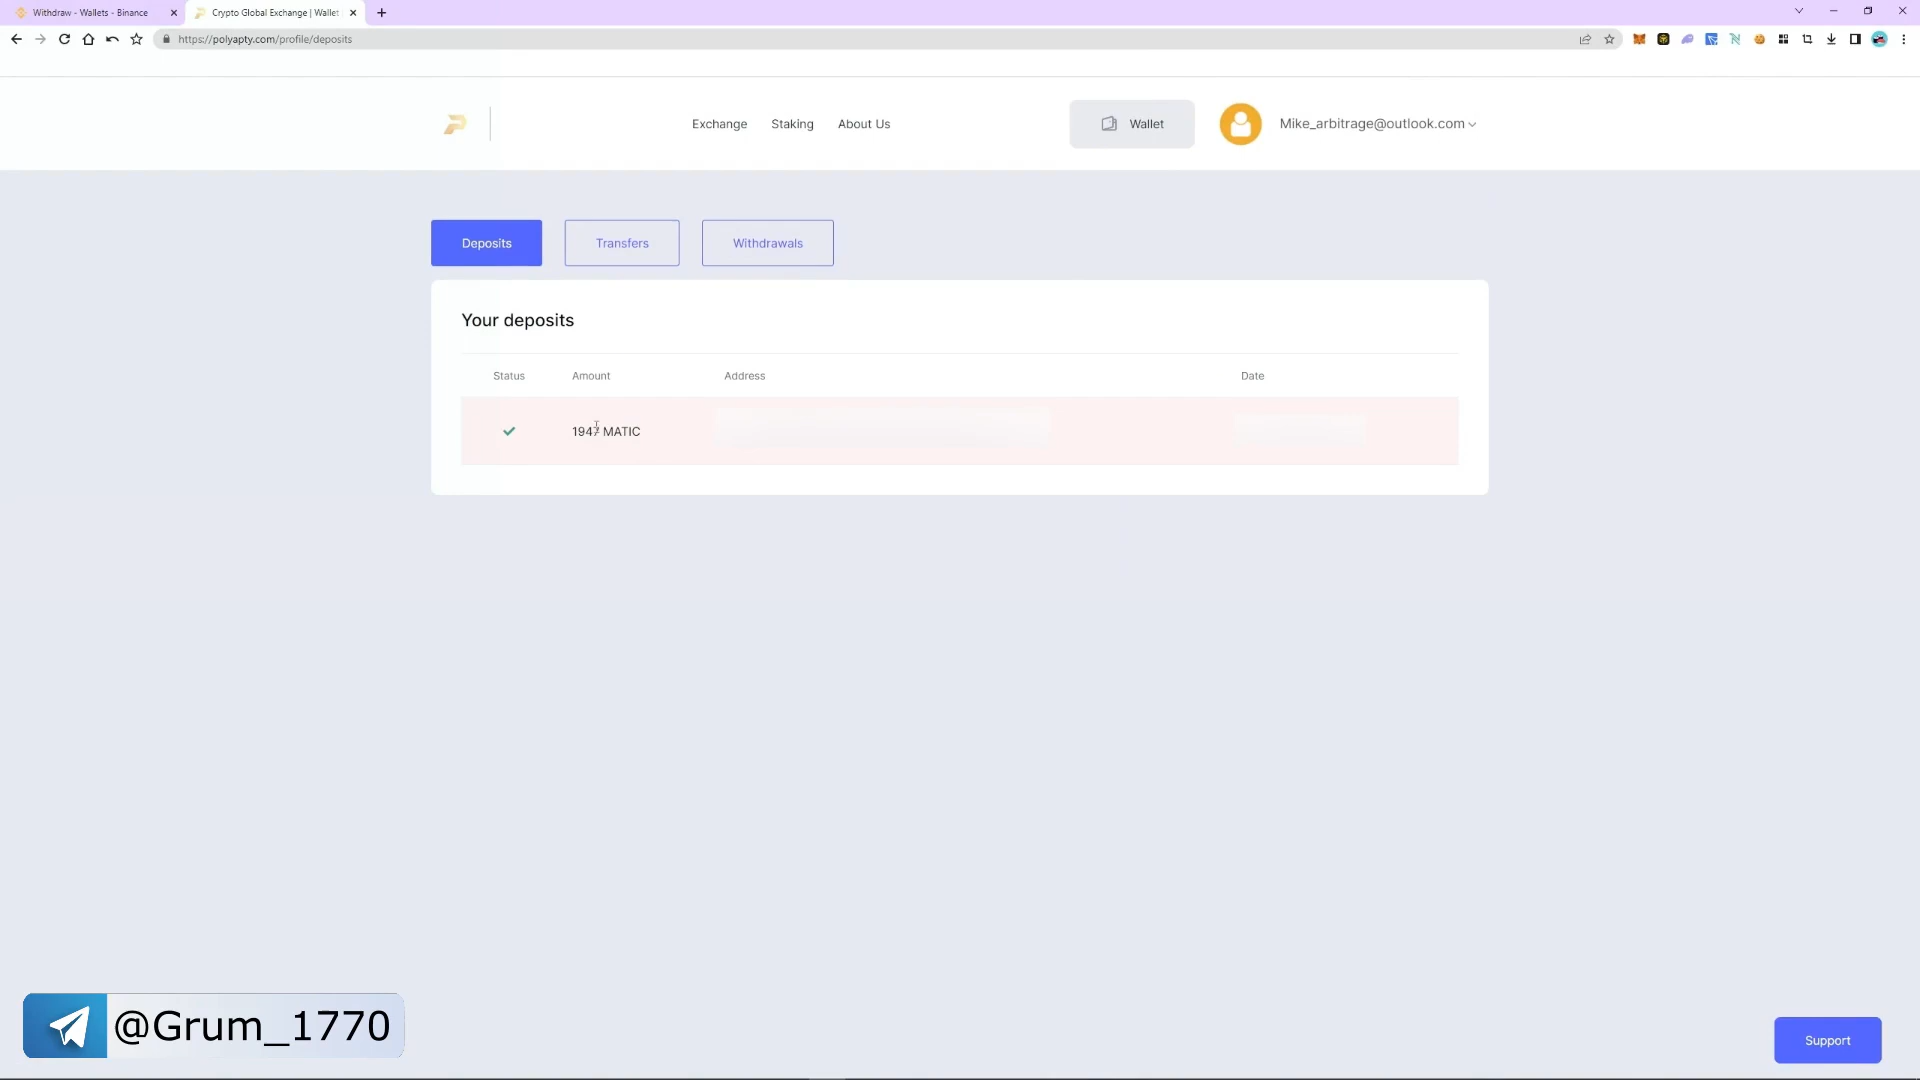 Withdraw - Wallets - Binance
Crypto Global Exchange | Wallet
https://polyapty.com/profile/deposits
Exchange
Staking
About Us
Wallet
Mike_arbitrage@outlook.com
Deposits
Transfers
Withdrawals
Your deposits
Status
Amount
Address
Date
1947 MATIC
@Grum_1770
Support